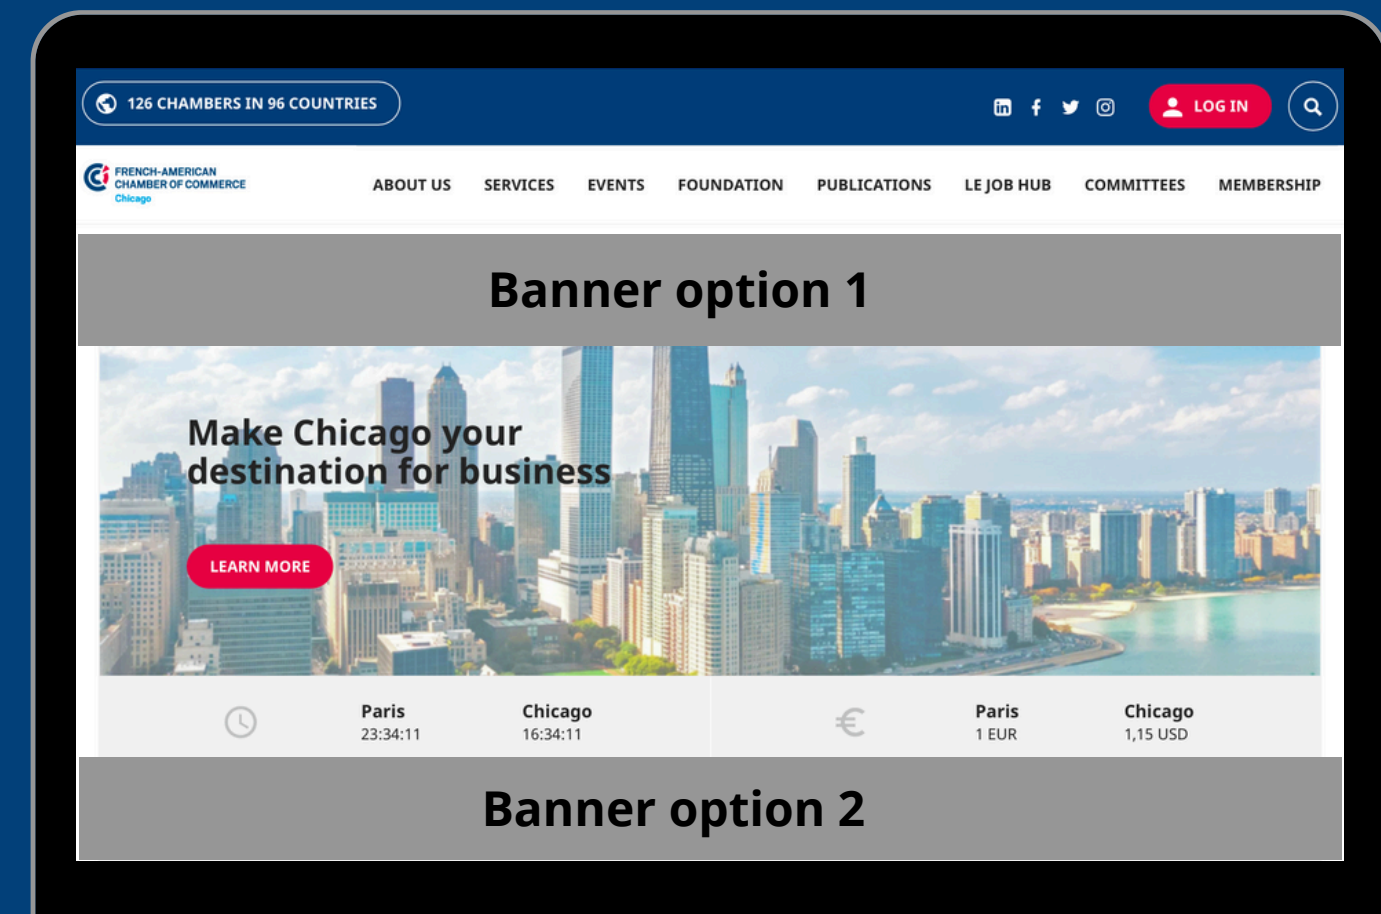 126 CHAMBERS IN 96 COUNTRIES
LOG IN
FRENCH-AMERICAN
CHAMBER OF COMMERCE
Chicago
ABOUT US SERVICES EVENTS FOUNDATION PUBLICATIONS LE JOB HUB COMMITTEES MEMBERSHIP
Banner option 1
Make Chicago your
destination for business
LEARN MORE
Paris Chicago Paris Chicago
23:34:11 16:34:11 1 EUR 1,15 USD
Banner option 2